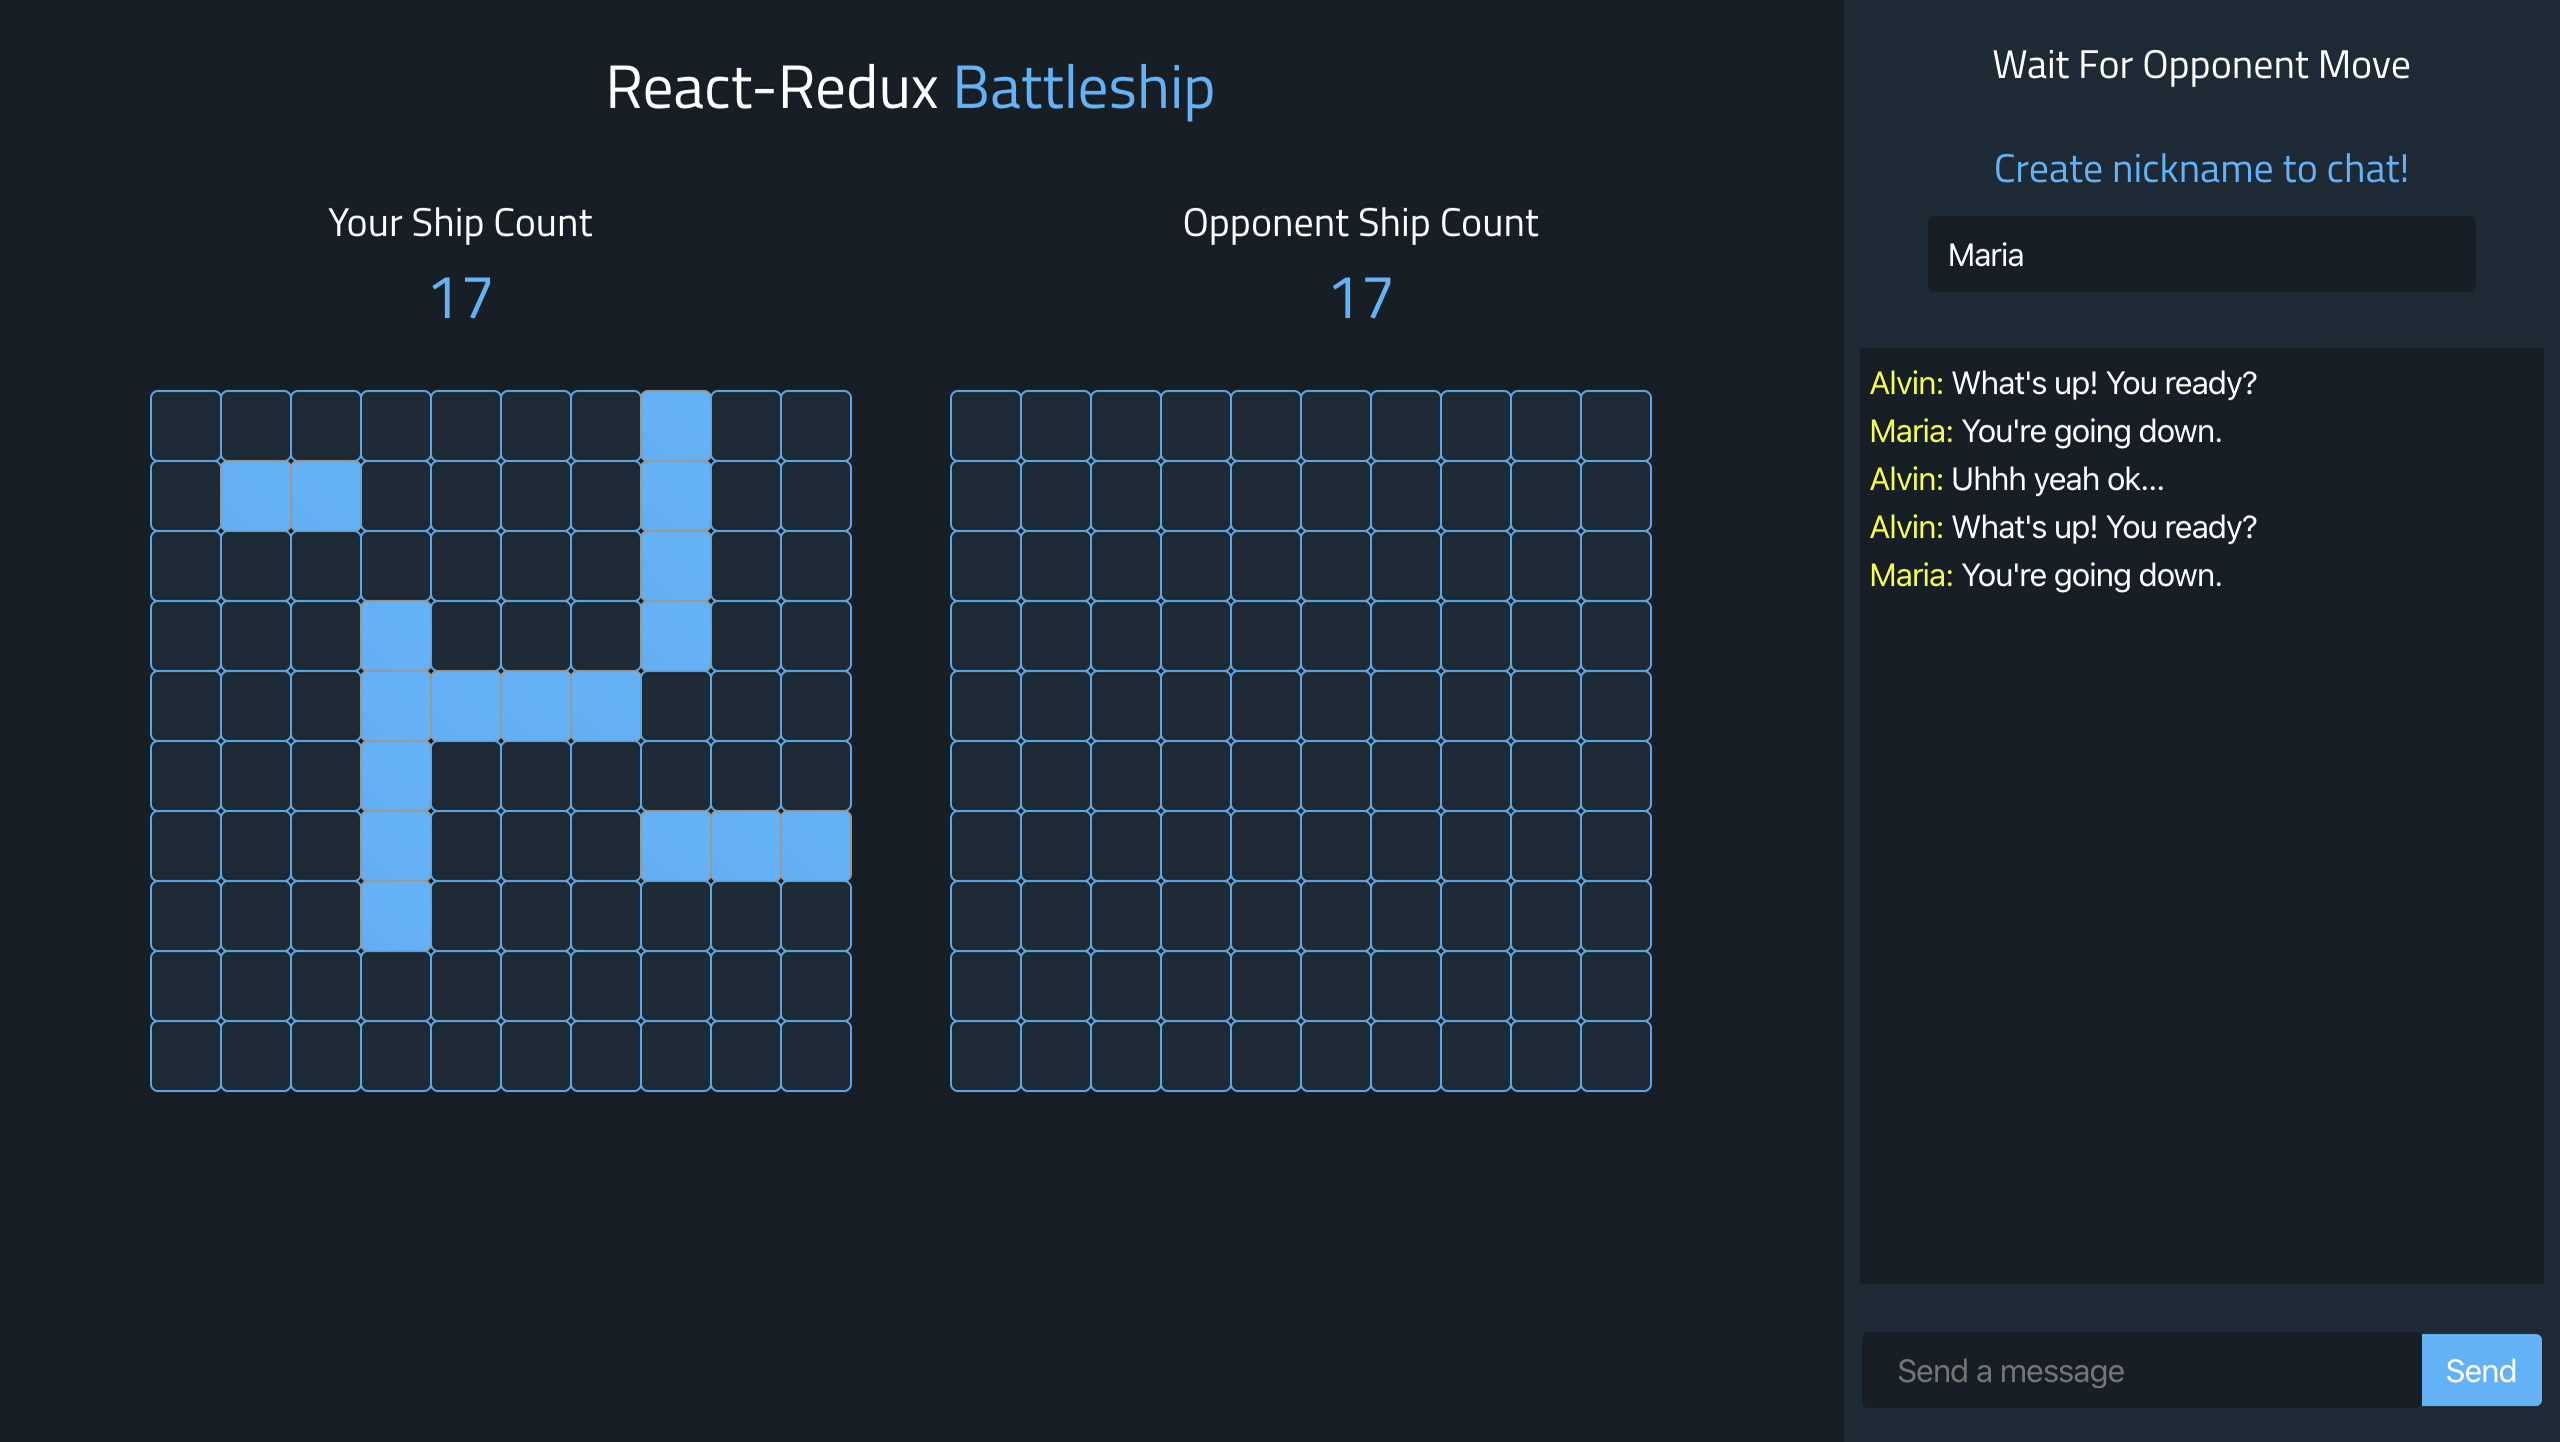 React-Redux Battleship
Your Ship Count
17
Opponent Ship Count
17
Wait For Opponent Move
Create nickname to chat!
Maria
Alvin: What's up! You ready?
Maria: You're going down.
Alvin: Uhhh yeah ok...
Alvin: What's up! You ready?
Maria: You're going down.
Send a message
Send